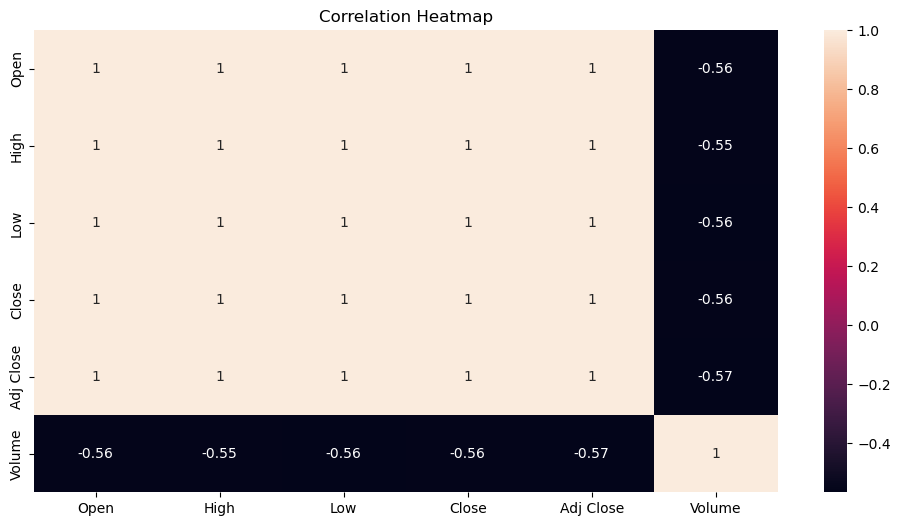 Correlation Heatmap
Open 1 1 1 1 1 -0.56
High 1 1 1 1 1 -0.55
Low 1 1 1 1 1 -0.56
Close 1 1 1 1 1 -0.56
Adj Close 1 1 1 1 1 -0.57
Volume -0.56 -0.55 -0.56 -0.56 -0.57 1
Open High Low Close Adj Close Volume
1.0
0.8
0.6
0.4
0.2
0.0
−0.2
−0.4